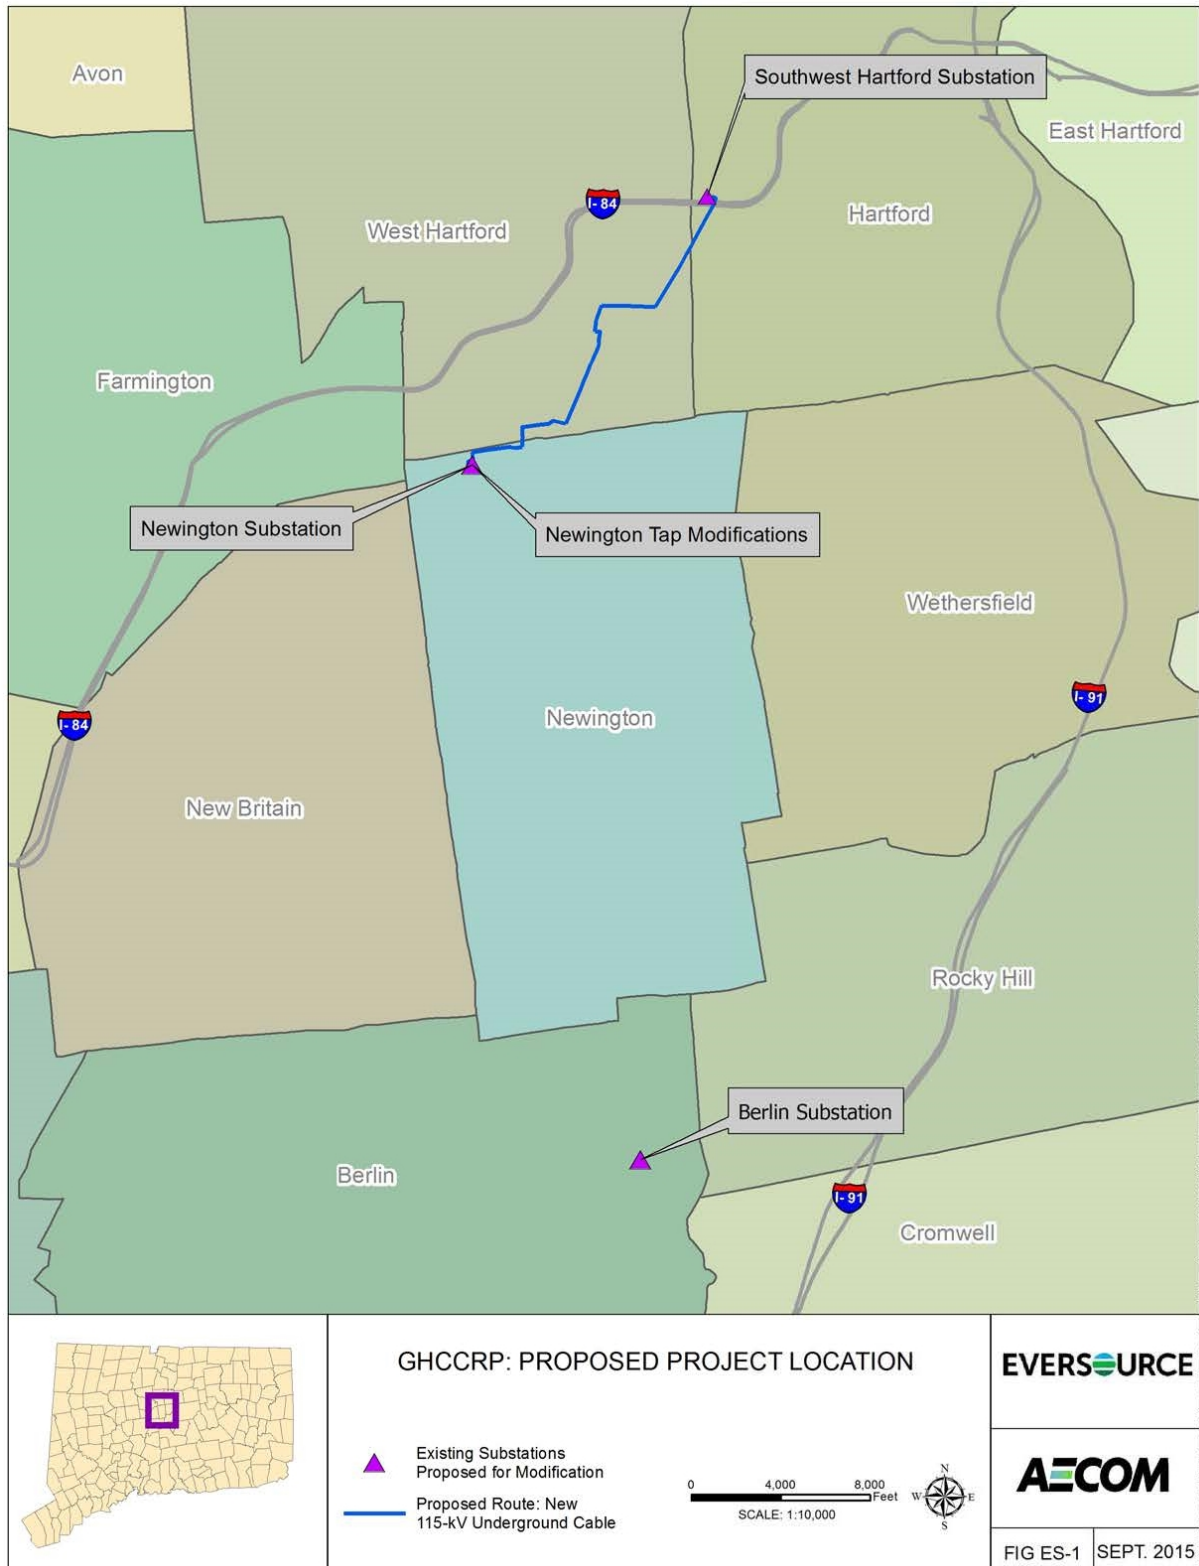 Avon
Southwest Hartford Substation
East Hartford
I-84
Hartford
West Hartford
Farmington
Newington Substation
Newington Tap Modifications
Wethersfield
I-91
Newington
I-84
New Britain
Rocky Hill
Berlin Substation
Berlin
I-91
Cromwell
GHCCRP: PROPOSED PROJECT LOCATION
Existing Substations
Proposed for Modification
Proposed Route: New
115-kV Underground Cable
0 4,000 8,000
Feet
SCALE: 1:10,000
N
W E
S
EVERSOURCE
AECOM
FIG ES-1 SEPT. 2015